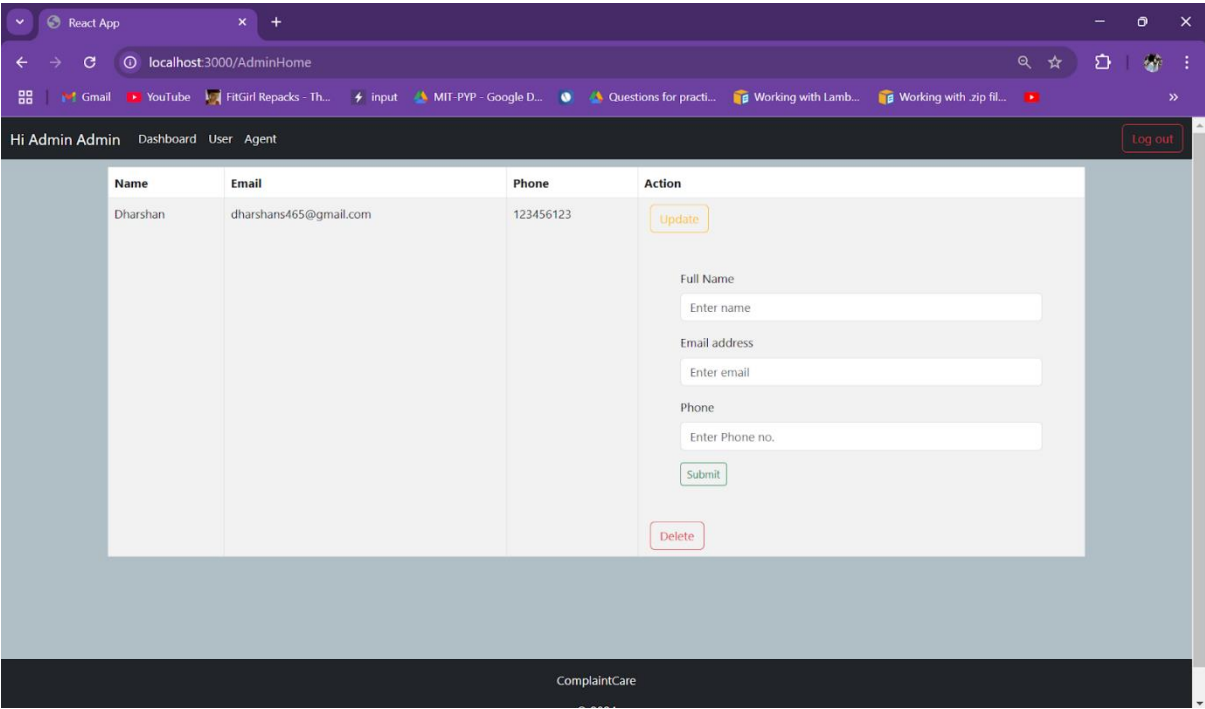 React App
localhost:3000/AdminHome
Gmail YouTube FitGirl Repacks - Th... input MIT-PYP - Google D... Questions for practi... Working with Lamb... Working with .zip fil...
Hi Admin Admin Dashboard User Agent Log out
Name Email Phone Action
Dharshan dharshans465@gmail.com 123456123 Update
Full Name
Enter name
Email address
Enter email
Phone
Enter Phone no.
Submit
Delete
ComplaintCare